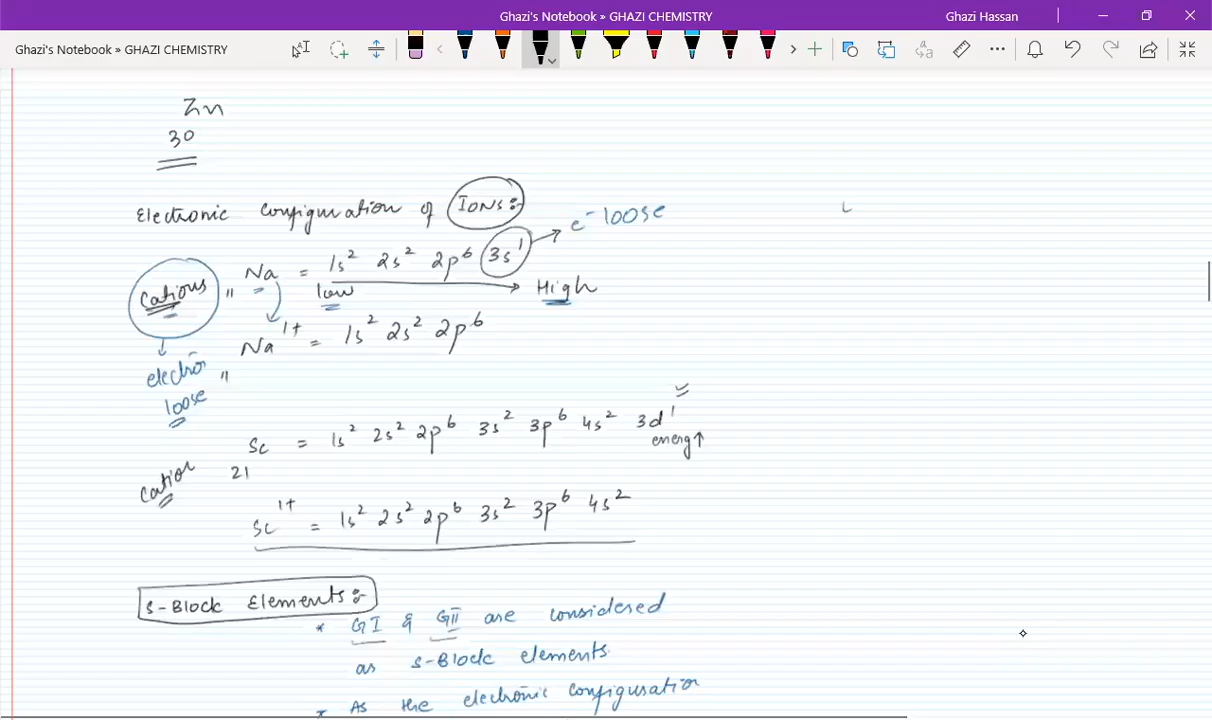 Ghazi's Notebook » GHAZI CHEMISTRY
Ghazi Hassan
Ghazi's Notebook » GHAZI CHEMISTRY
Zn
30
Electronic configuration of IONS:-
e⁻ loose
Cations " Na = 1s² 2s² 2p⁶ 3s¹
low → High
Na¹⁺ = 1s² 2s² 2p⁶
electron "
loose
Sc = 1s² 2s² 2p⁶ 3s² 3p⁶ 4s² 3d¹
energ↑
21
Cation
Sc¹⁺ = 1s² 2s² 2p⁶ 3s² 3p⁶ 4s²
S-Block Elements:-
* GI & GII are considered
as s-Block elements
* As the electronic configuration